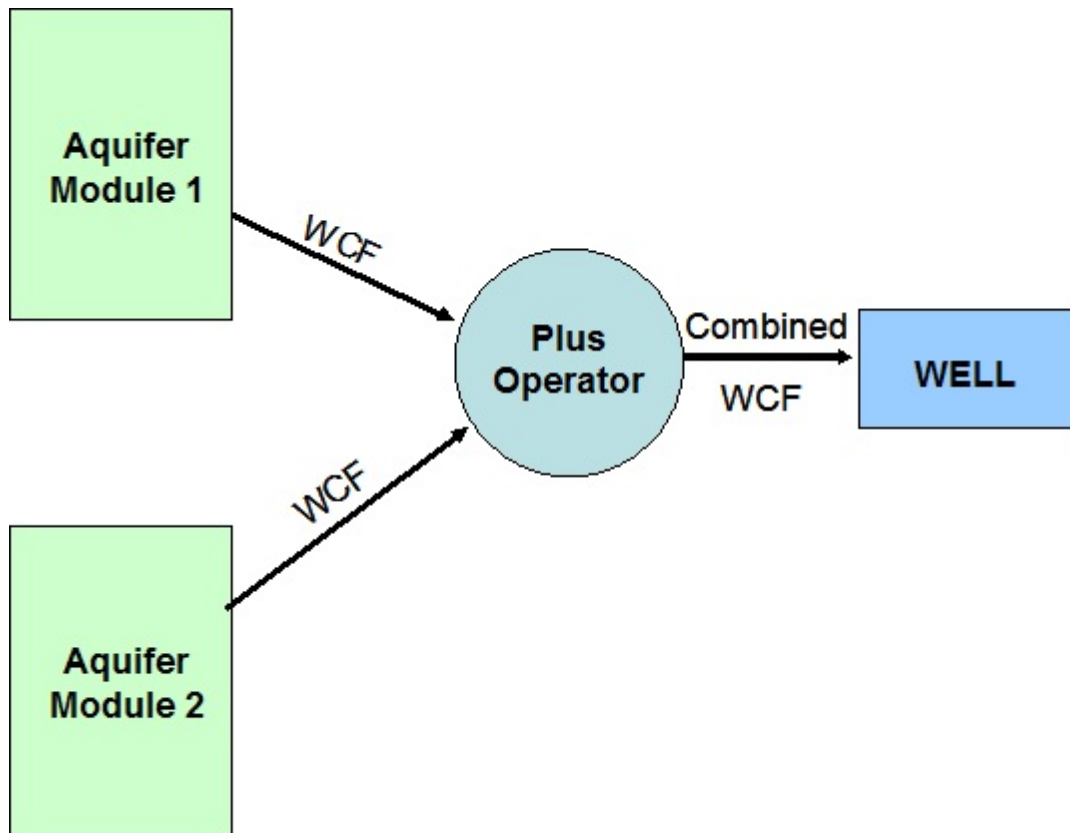 Aquifer
Module 1
WCF
Plus
Operator
Combined
WCF
WELL
WCF
Aquifer
Module 2